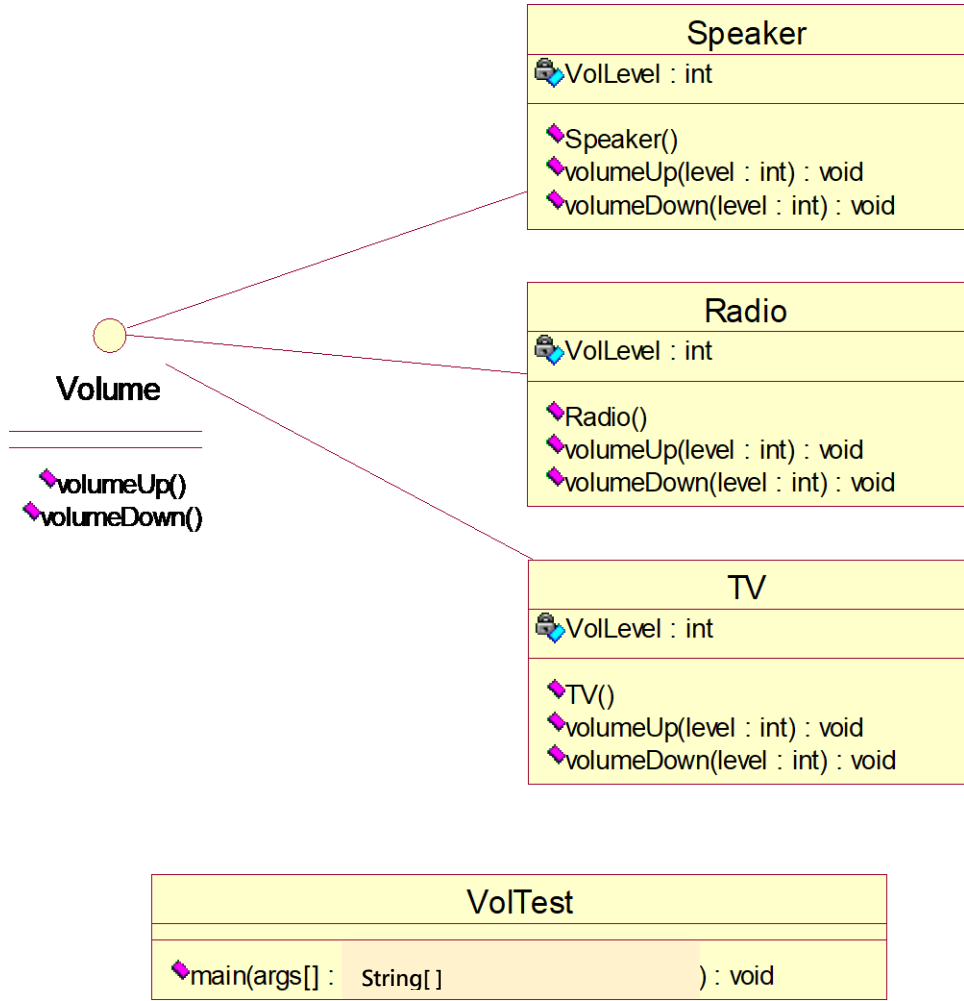 Speaker
VolLevel : int
Speaker()
volumeUp(level : int) : void
volumeDown(level : int) : void
Volume
volumeUp()
volumeDown()
Radio
VolLevel : int
Radio()
volumeUp(level : int) : void
volumeDown(level : int) : void
TV
VolLevel : int
TV()
volumeUp(level : int) : void
volumeDown(level : int) : void
VolTest
main(args[] : String[ ] ) : void